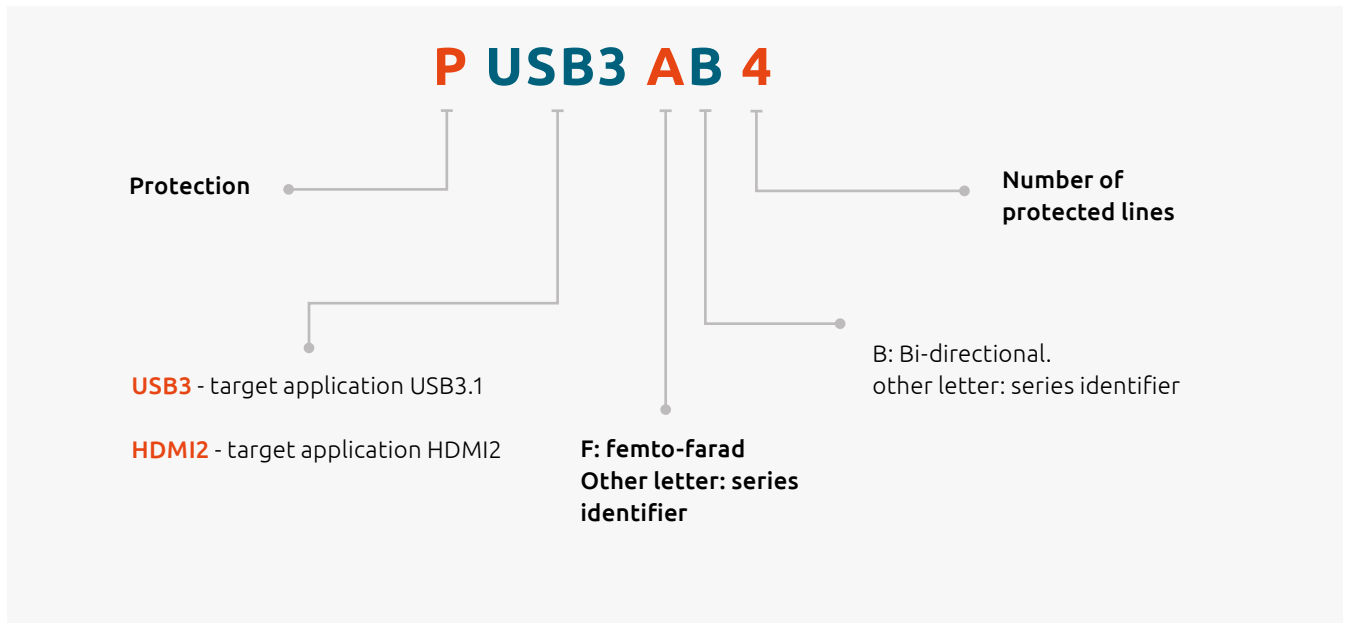 P USB3 AB 4
Protection
Number of
protected lines
B: Bi-directional.
other letter: series identifier
USB3 - target application USB3.1
HDMI2 - target application HDMI2
F: femto-farad
Other letter: series
identifier